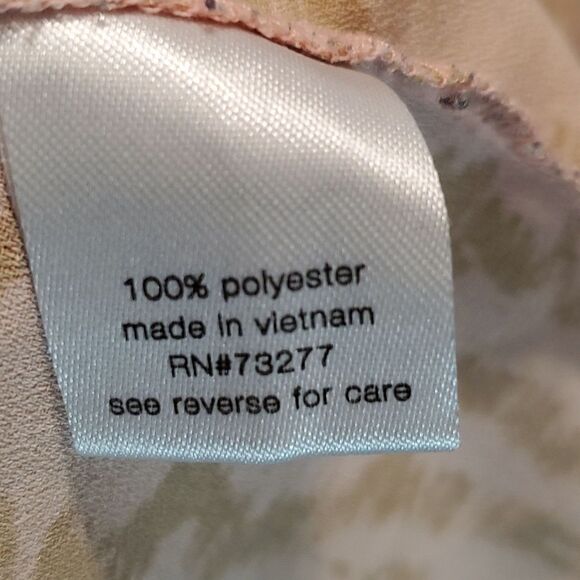 100% polyester
made in vietnam
RN#73277
see reverse for care